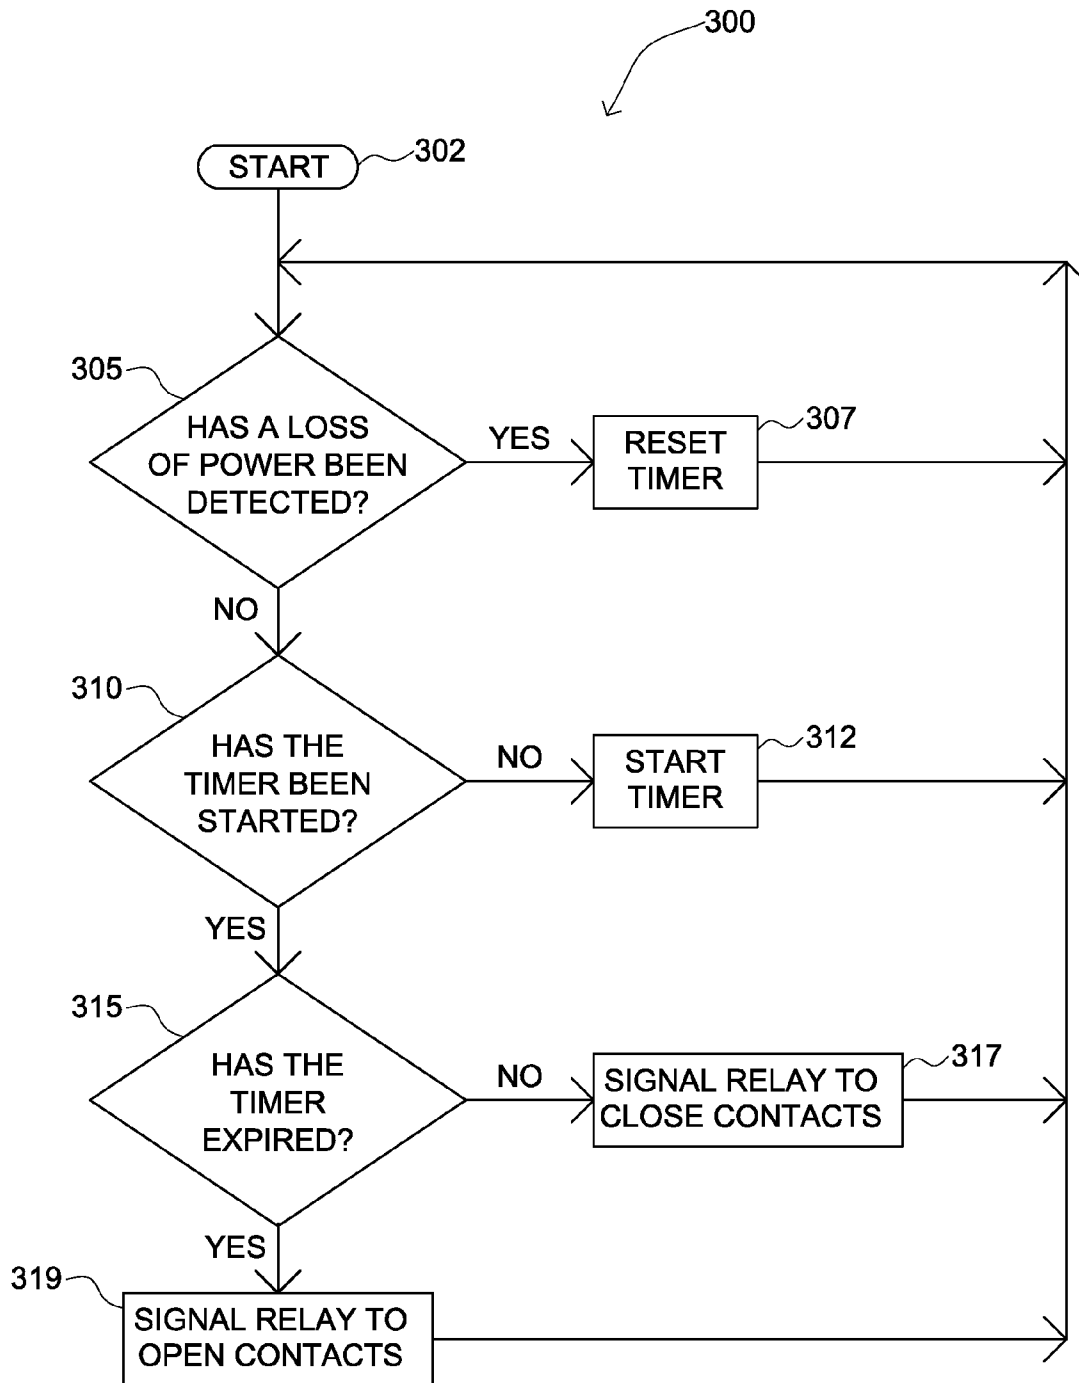 300
START
302
305
HAS A LOSS
OF POWER BEEN
DETECTED?
YES
RESET
TIMER
307
NO
310
HAS THE
TIMER BEEN
STARTED?
NO
START
TIMER
312
YES
315
HAS THE
TIMER
EXPIRED?
NO
SIGNAL RELAY TO
CLOSE CONTACTS
317
YES
319
SIGNAL RELAY TO
OPEN CONTACTS